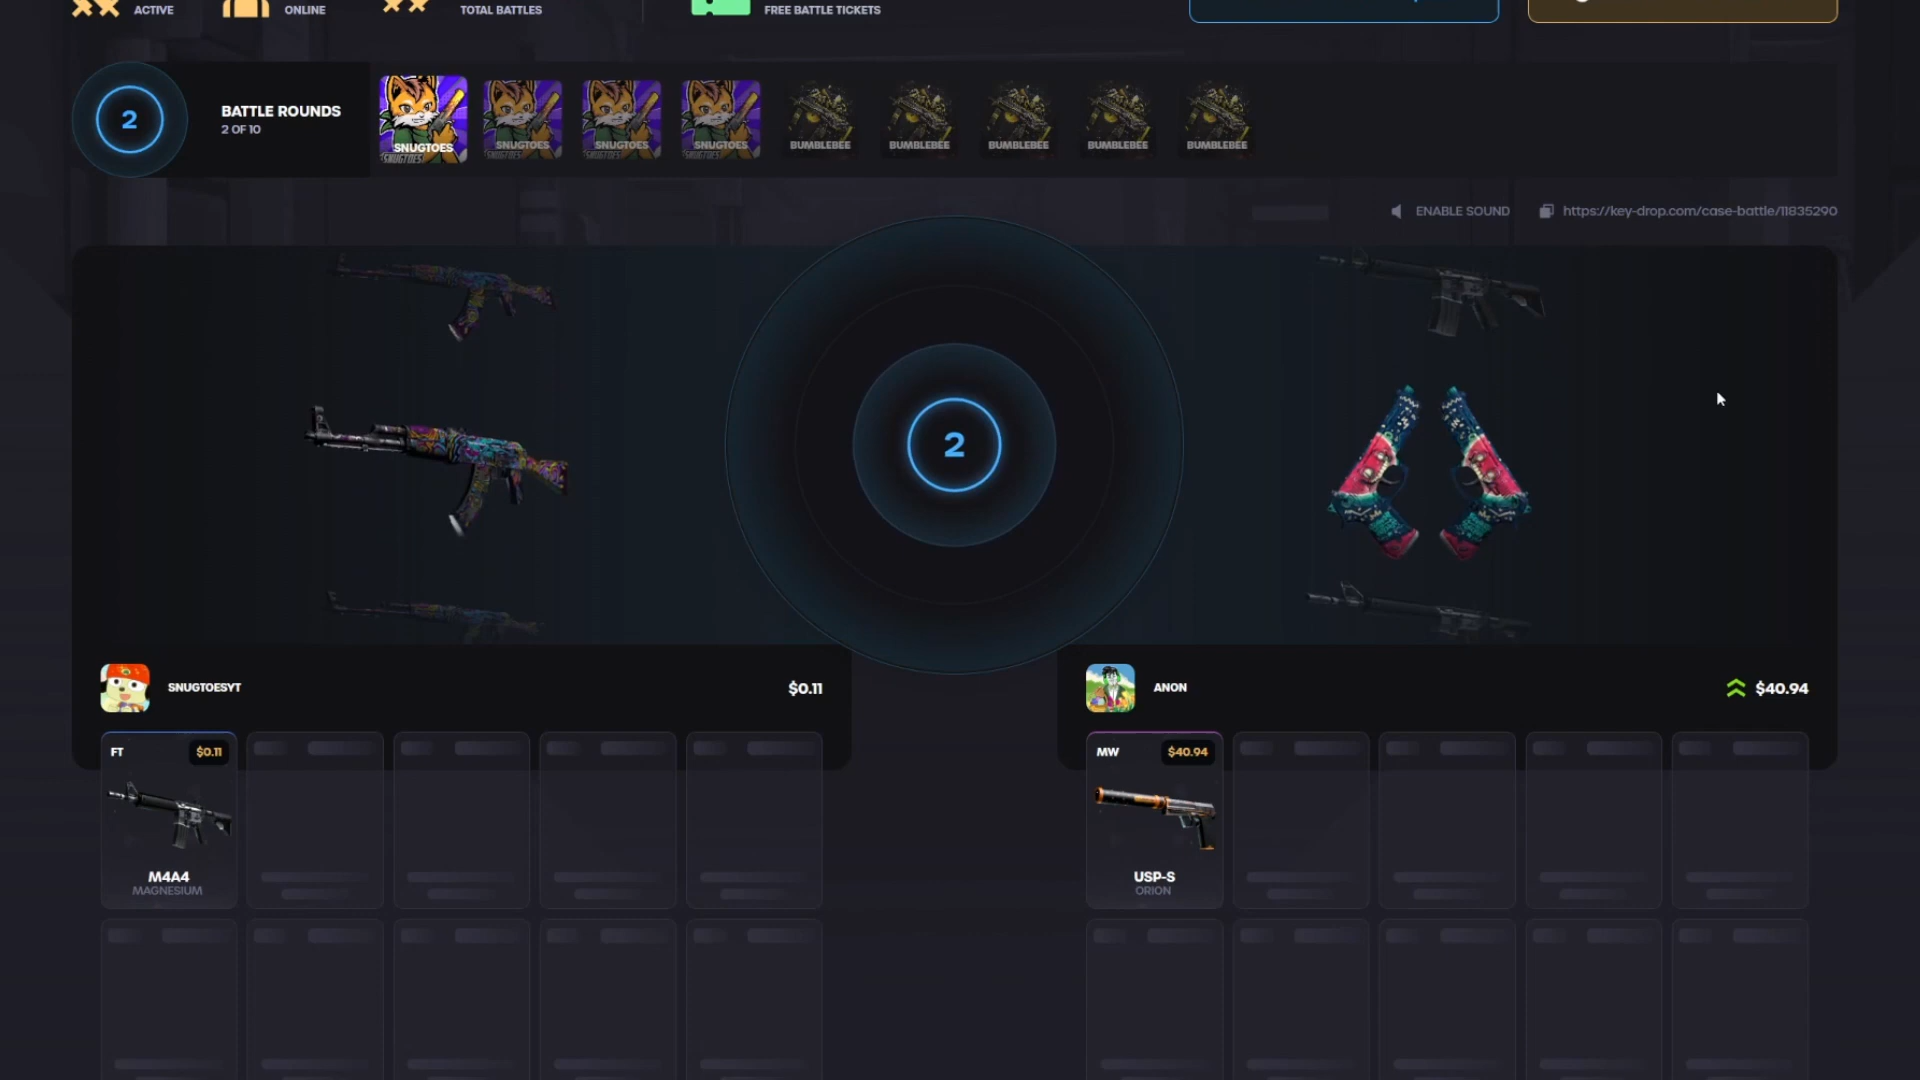 ACTIVE
ONLINE
TOTAL BATTLES
FREE BATTLE TICKETS
2
BATTLE ROUNDS
2 OF 10
SNUGTOES
SNUGTOES
SNUGTOES
SNUGTOES
SNUGTOES
BUMBLEBEE
BUMBLEBEE
BUMBLEBEE
BUMBLEBEE
BUMBLEBEE
ENABLE SOUND
https://key-drop.com/case-battle/11835290
2
SNUGTOESYT
$0.11
ANON
$40.94
FT
$0.11
M4A4
MAGNESIUM
MW
$40.94
USP-S
ORION